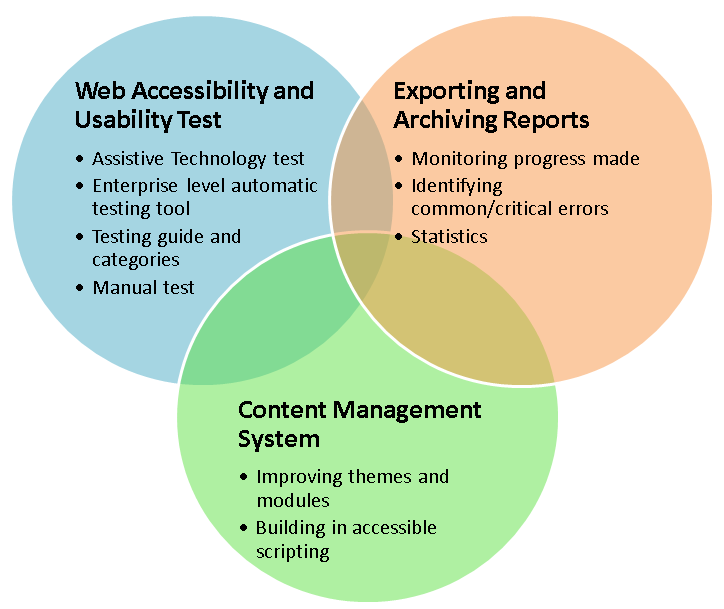 Web Accessibility and
Usability Test
• Assistive Technology test
• Enterprise level automatic
testing tool
• Testing guide and
categories
• Manual test
Exporting and
Archiving Reports
• Monitoring progress made
• Identifying
common/critical errors
• Statistics
Content Management
System
• Improving themes and
modules
• Building in accessible
scripting